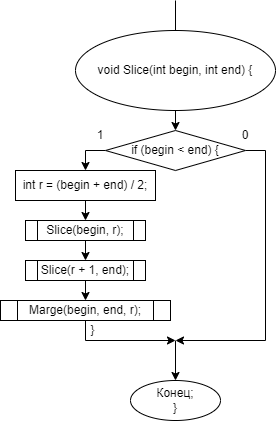 void Slice(int begin, int end) {
1
0
if (begin < end) {
int r = (begin + end) / 2;
Slice(begin, r);
Slice(r + 1, end);
Marge(begin, end, r);
}
Конец;
}